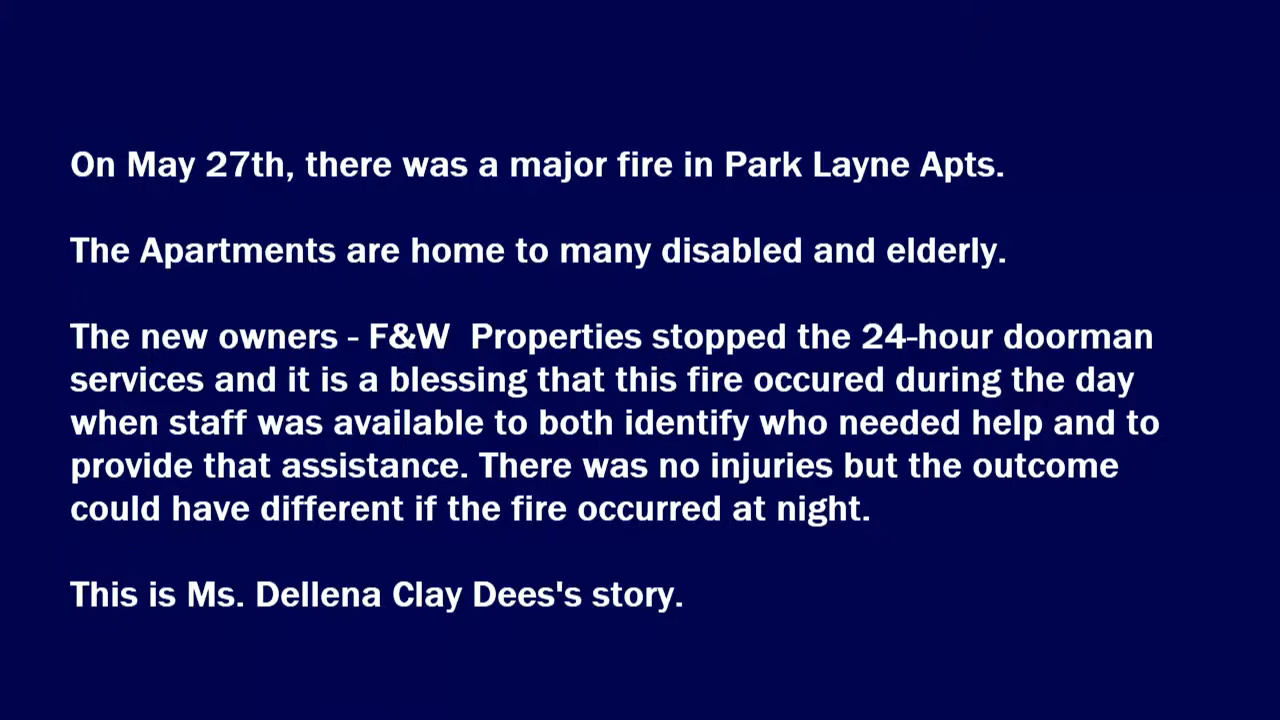 On May 27th, there was a major fire in Park Layne Apts.
The Apartments are home to many disabled and elderly.
The new owners - F&W  Properties stopped the 24-hour doorman
services and it is a blessing that this fire occured during the day
when staff was available to both identify who needed help and to
provide that assistance. There was no injuries but the outcome
could have different if the fire occurred at night.
This is Ms. Dellena Clay Dees's story.